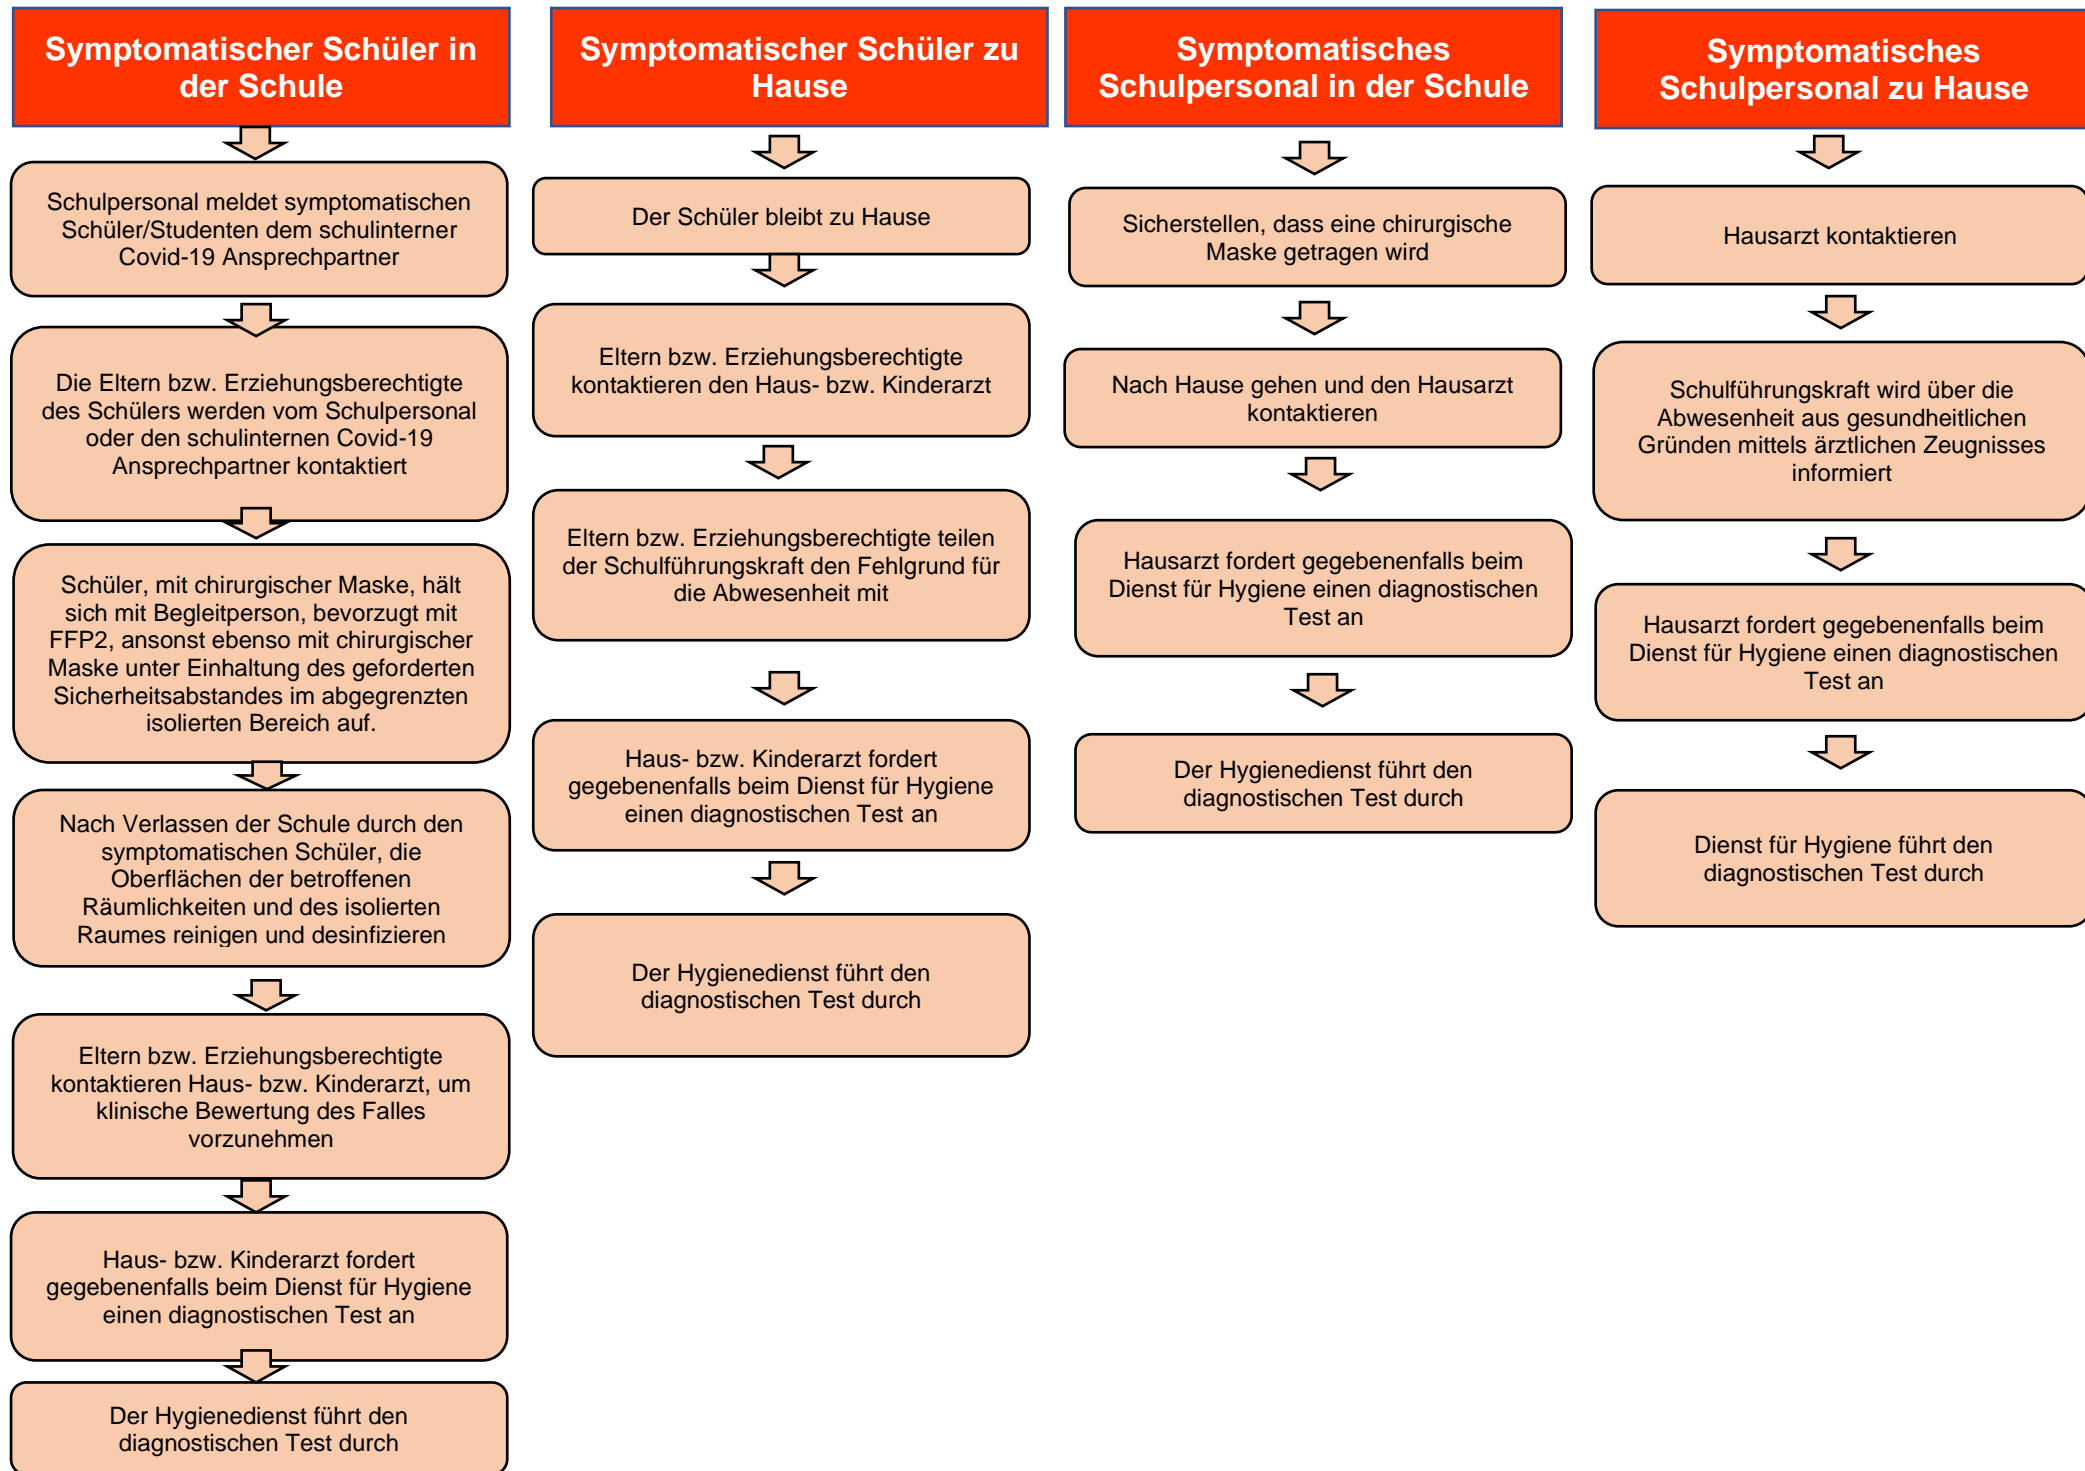 Symptomatischer Schüler in
der Schule
Schulpersonal meldet symptomatischen
Schüler/Studenten dem schulinterner
Covid-19 Ansprechpartner
Die Eltern bzw. Erziehungsberechtigte
des Schülers werden vom Schulpersonal
oder den schulinternen Covid-19
Ansprechpartner kontaktiert
Schüler, mit chirurgischer Maske, hält
sich mit Begleitperson, bevorzugt mit
FFP2, ansonst ebenso mit chirurgischer
Maske unter Einhaltung des geforderten
Sicherheitsabstandes im abgegrenzten
isolierten Bereich auf.
Nach Verlassen der Schule durch den
symptomatischen Schüler, die
Oberflächen der betroffenen
Räumlichkeiten und des isolierten
Raumes reinigen und desinfizieren
Eltern bzw. Erziehungsberechtigte
kontaktieren Haus- bzw. Kinderarzt, um
klinische Bewertung des Falles
vorzunehmen
Haus- bzw. Kinderarzt fordert
gegebenenfalls beim Dienst für Hygiene
einen diagnostischen Test an
Der Hygienedienst führt den
diagnostischen Test durch
Symptomatischer Schüler zu
Hause
Der Schüler bleibt zu Hause
Eltern bzw. Erziehungsberechtigte
kontaktieren den Haus- bzw. Kinderarzt
Eltern bzw. Erziehungsberechtigte teilen
der Schulführungskraft den Fehlgrund für
die Abwesenheit mit
Haus- bzw. Kinderarzt fordert
gegebenenfalls beim Dienst für Hygiene
einen diagnostischen Test an
Der Hygienedienst führt den
diagnostischen Test durch
Symptomatisches
Schulpersonal in der Schule
Sicherstellen, dass eine chirurgische
Maske getragen wird
Nach Hause gehen und den Hausarzt
kontaktieren
Hausarzt fordert gegebenenfalls beim
Dienst für Hygiene einen diagnostischen
Test an
Der Hygienedienst führt den
diagnostischen Test durch
Symptomatisches
Schulpersonal zu Hause
Hausarzt kontaktieren
Schulführungskraft wird über die
Abwesenheit aus gesundheitlichen
Gründen mittels ärztlichen Zeugnisses
informiert
Hausarzt fordert gegebenenfalls beim
Dienst für Hygiene einen diagnostischen
Test an
Dienst für Hygiene führt den
diagnostischen Test durch